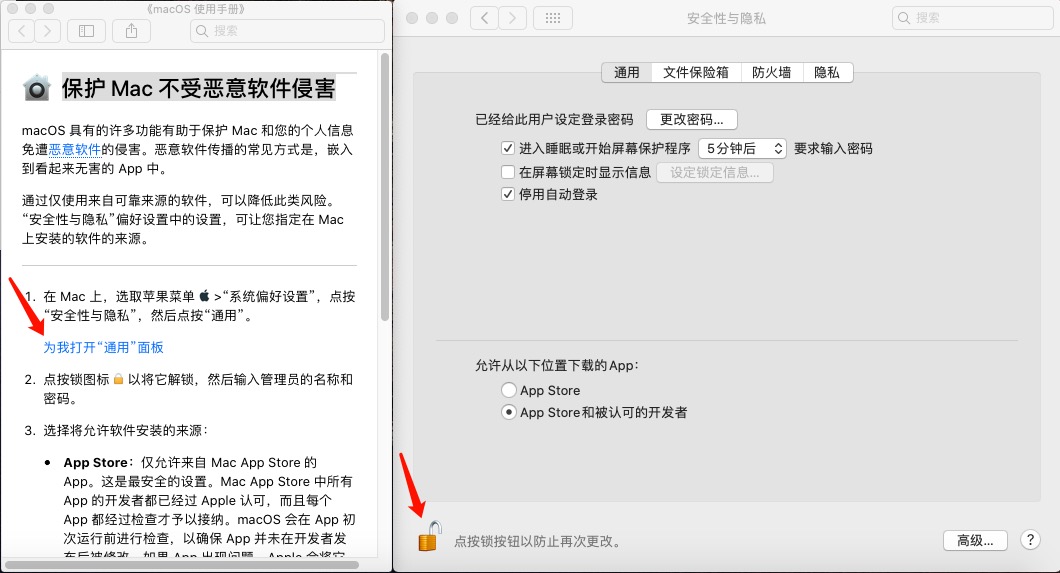 《macOS 使用手册》
搜索
保护 Mac 不受恶意软件侵害
macOS 具有的许多功能有助于保护 Mac 和您的个人信息
免遭恶意软件的侵害。恶意软件传播的常见方式是，嵌入
到看起来无害的 App 中。
通过仅使用来自可靠来源的软件，可以降低此类风险。
“安全性与隐私”偏好设置中的设置，可让您指定在 Mac
上安装的软件的来源。
1. 在 Mac 上，选取苹果菜单 >“系统偏好设置”，点按
“安全性与隐私”，然后点按“通用”。
为我打开“通用”面板
2. 点按锁图标 以将它解锁，然后输入管理员的名称和
密码。
3. 选择将允许软件安装的来源：
• App Store：仅允许来自 Mac App Store 的
App。这是最安全的设置。Mac App Store 中所有
App 的开发者都已经过 Apple 认可，而且每个
App 都经过检查才予以接纳。macOS 会在 App 初
次运行前进行检查，以确保 App 并未在开发者发
布后被修改。如果 App 出现问题，Apple 会将它
安全性与隐私
搜索
通用 文件保险箱 防火墙 隐私
已经给此用户设定登录密码 更改密码...
进入睡眠或开始屏幕保护程序 5分钟后 要求输入密码
在屏幕锁定时显示信息 设定锁定信息...
停用自动登录
允许从以下位置下载的App：
App Store
App Store和被认可的开发者
点按锁按钮以防止再次更改。
高级... ?